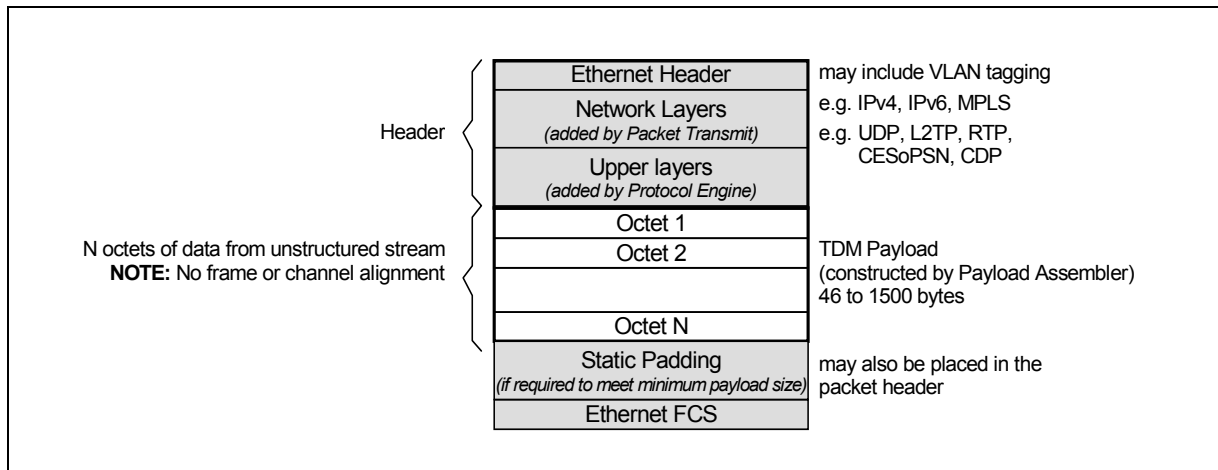 Ethernet Header
may include VLAN tagging
Network Layers
(added by Packet Transmit)
e.g. IPv4, IPv6, MPLS
Header
e.g. UDP, L2TP, RTP,
CESoPSN, CDP
Upper layers
(added by Protocol Engine)
Octet 1
N octets of data from unstructured stream
NOTE: No frame or channel alignment
Octet 2
TDM Payload
(constructed by Payload Assembler)
46 to 1500 bytes
Octet N
Static Padding
(if required to meet minimum payload size)
may also be placed in the
packet header
Ethernet FCS